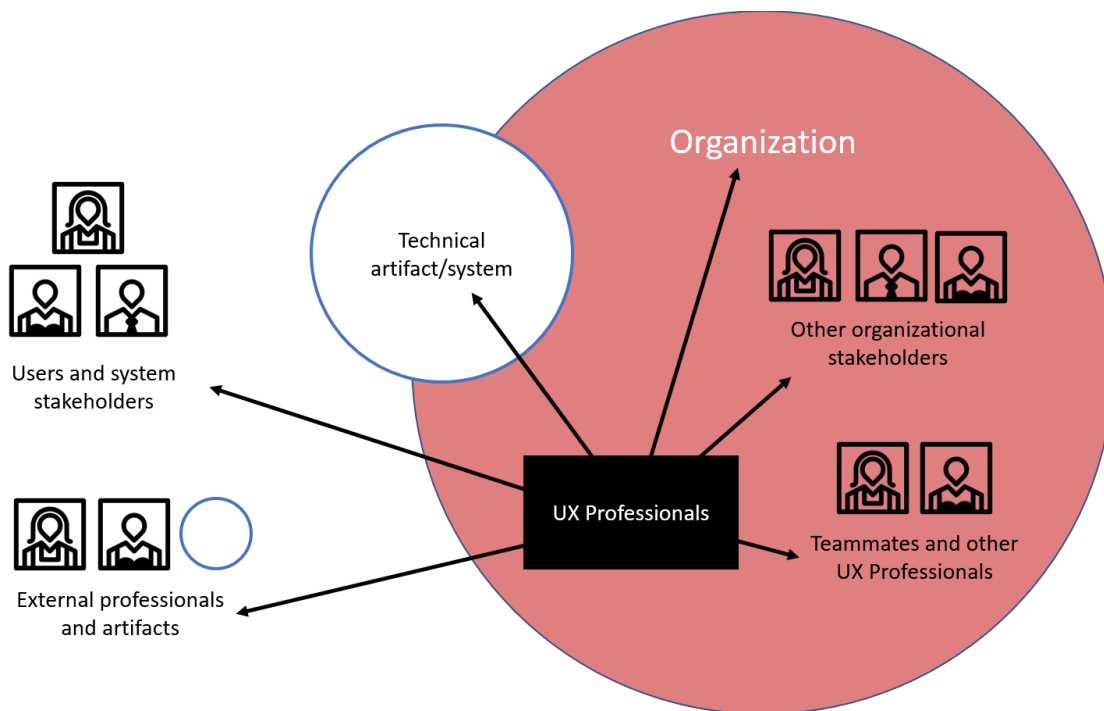 Organization
Technical
artifact/system
Other organizational
stakeholders
Users and system
stakeholders
UX Professionals
Teammates and other
UX Professionals
External professionals
and artifacts